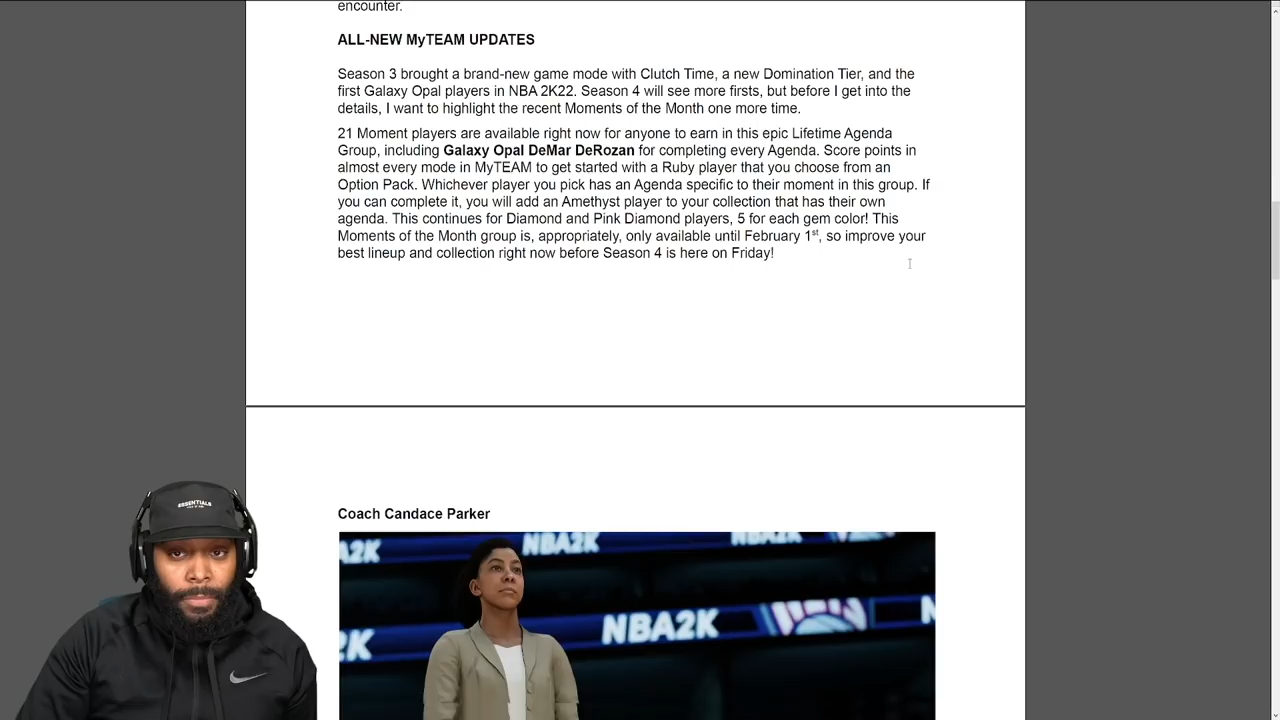 encounter.
ALL-NEW MyTEAM UPDATES
Season 3 brought a brand-new game mode with Clutch Time, a new Domination Tier, and the
first Galaxy Opal players in NBA 2K22. Season 4 will see more firsts, but before I get into the
details, I want to highlight the recent Moments of the Month one more time.
21 Moment players are available right now for anyone to earn in this epic Lifetime Agenda
Group, including Galaxy Opal DeMar DeRozan for completing every Agenda. Score points in
almost every mode in MyTEAM to get started with a Ruby player that you choose from an
Option Pack. Whichever player you pick has an Agenda specific to their moment in this group. If
you can complete it, you will add an Amethyst player to your collection that has their own
agenda. This continues for Diamond and Pink Diamond players, 5 for each gem color! This
Moments of the Month group is, appropriately, only available until February 1st, so improve your
best lineup and collection right now before Season 4 is here on Friday!
Coach Candace Parker
A2K
NBA2K
NBA2K
2K
NBA2K
N
ESSENTIALS